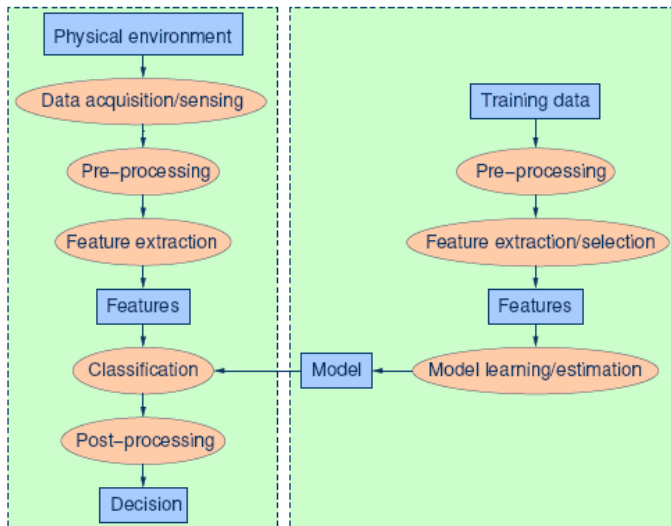 Physical environment
Data acquisition/sensing
Pre−processing
Feature extraction
Features
Classification
Post−processing
Decision
Training data
Pre−processing
Feature extraction/selection
Features
Model learning/estimation
Model